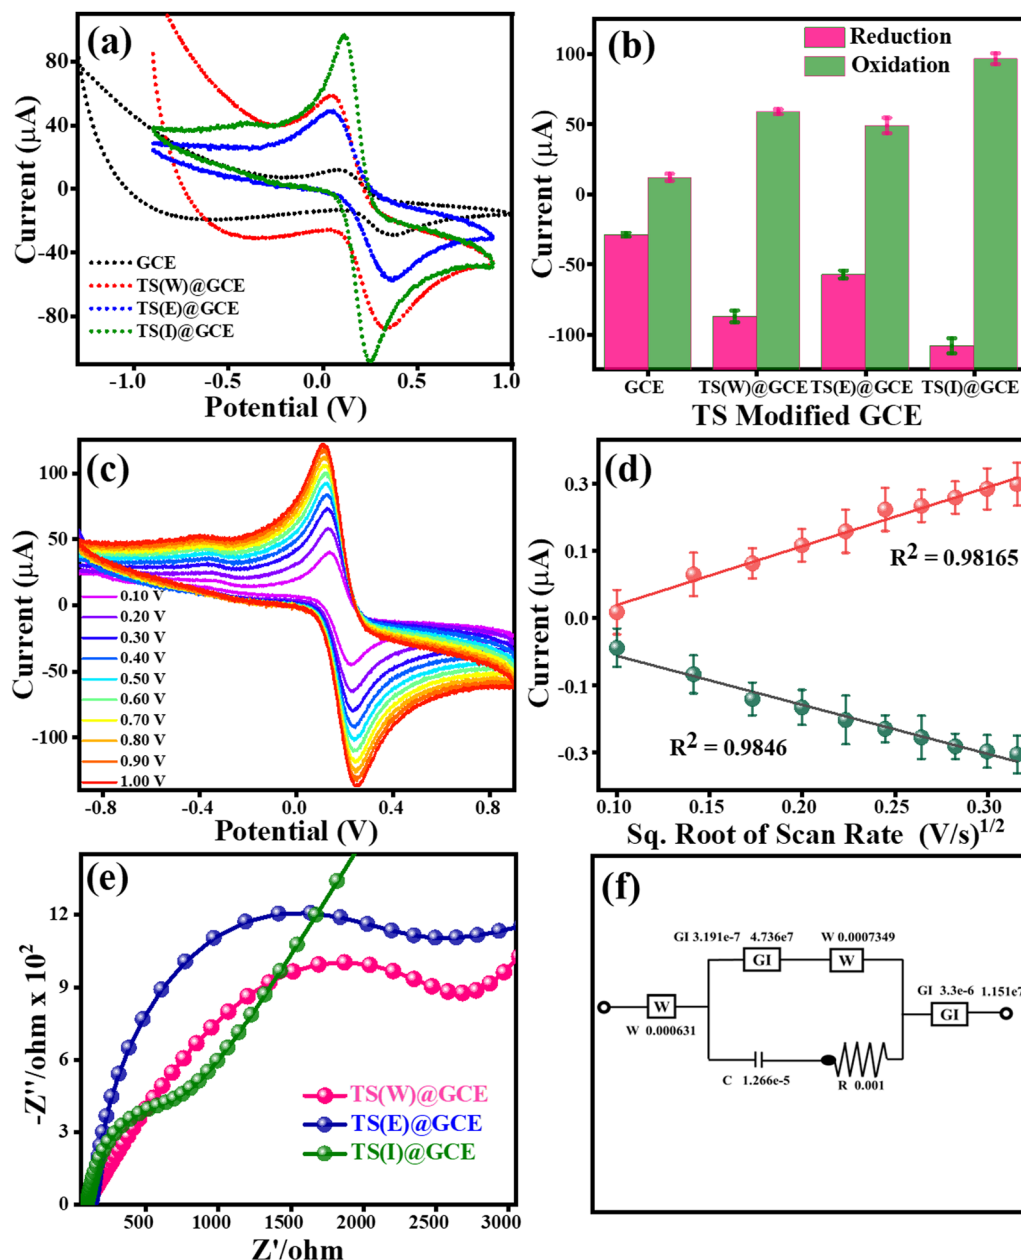 (a)
80
40
0
-40
-80
Current (μA)
GCE
TS(W)@GCE
TS(E)@GCE
TS(I)@GCE
-1.0 -0.5 0.0 0.5 1.0
Potential (V)
(b)
Reduction
Oxidation
100
50
0
-50
-100
Current (μA)
GCE TS(W)@GCE TS(E)@GCE TS(I)@GCE
TS Modified GCE
(c)
100
50
0
-50
-100
Current (μA)
0.10 V
0.20 V
0.30 V
0.40 V
0.50 V
0.60 V
0.70 V
0.80 V
0.90 V
1.00 V
-0.8 -0.4 0.0 0.4 0.8
Potential (V)
(d)
0.3
0.1
0.0
-0.1
-0.3
Current (μA)
R² = 0.98165
R² = 0.9846
0.10 0.15 0.20 0.25 0.30
Sq. Root of Scan Rate (V/s)¹/²
(e)
12
9
6
3
0
-Z''/ohm x 10²
TS(W)@GCE
TS(E)@GCE
TS(I)@GCE
500 1000 1500 2000 2500 3000
Z'/ohm
(f)
GI 3.191e-7 4.736e7 W 0.0007349
GI W
GI 3.3e-6 1.151e7
W GI
W 0.000631
C 1.266e-5 R 0.001